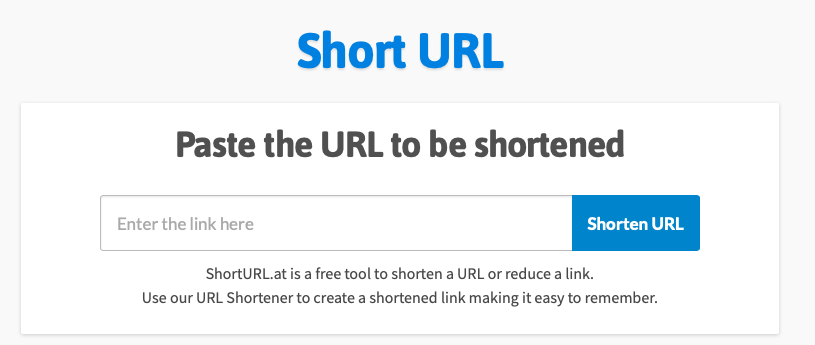 Short URL
Paste the URL to be shortened
Enter the link here
Shorten URL
ShortURL.at is a free tool to shorten a URL or reduce a link.
Use our URL Shortener to create a shortened link making it easy to remember.